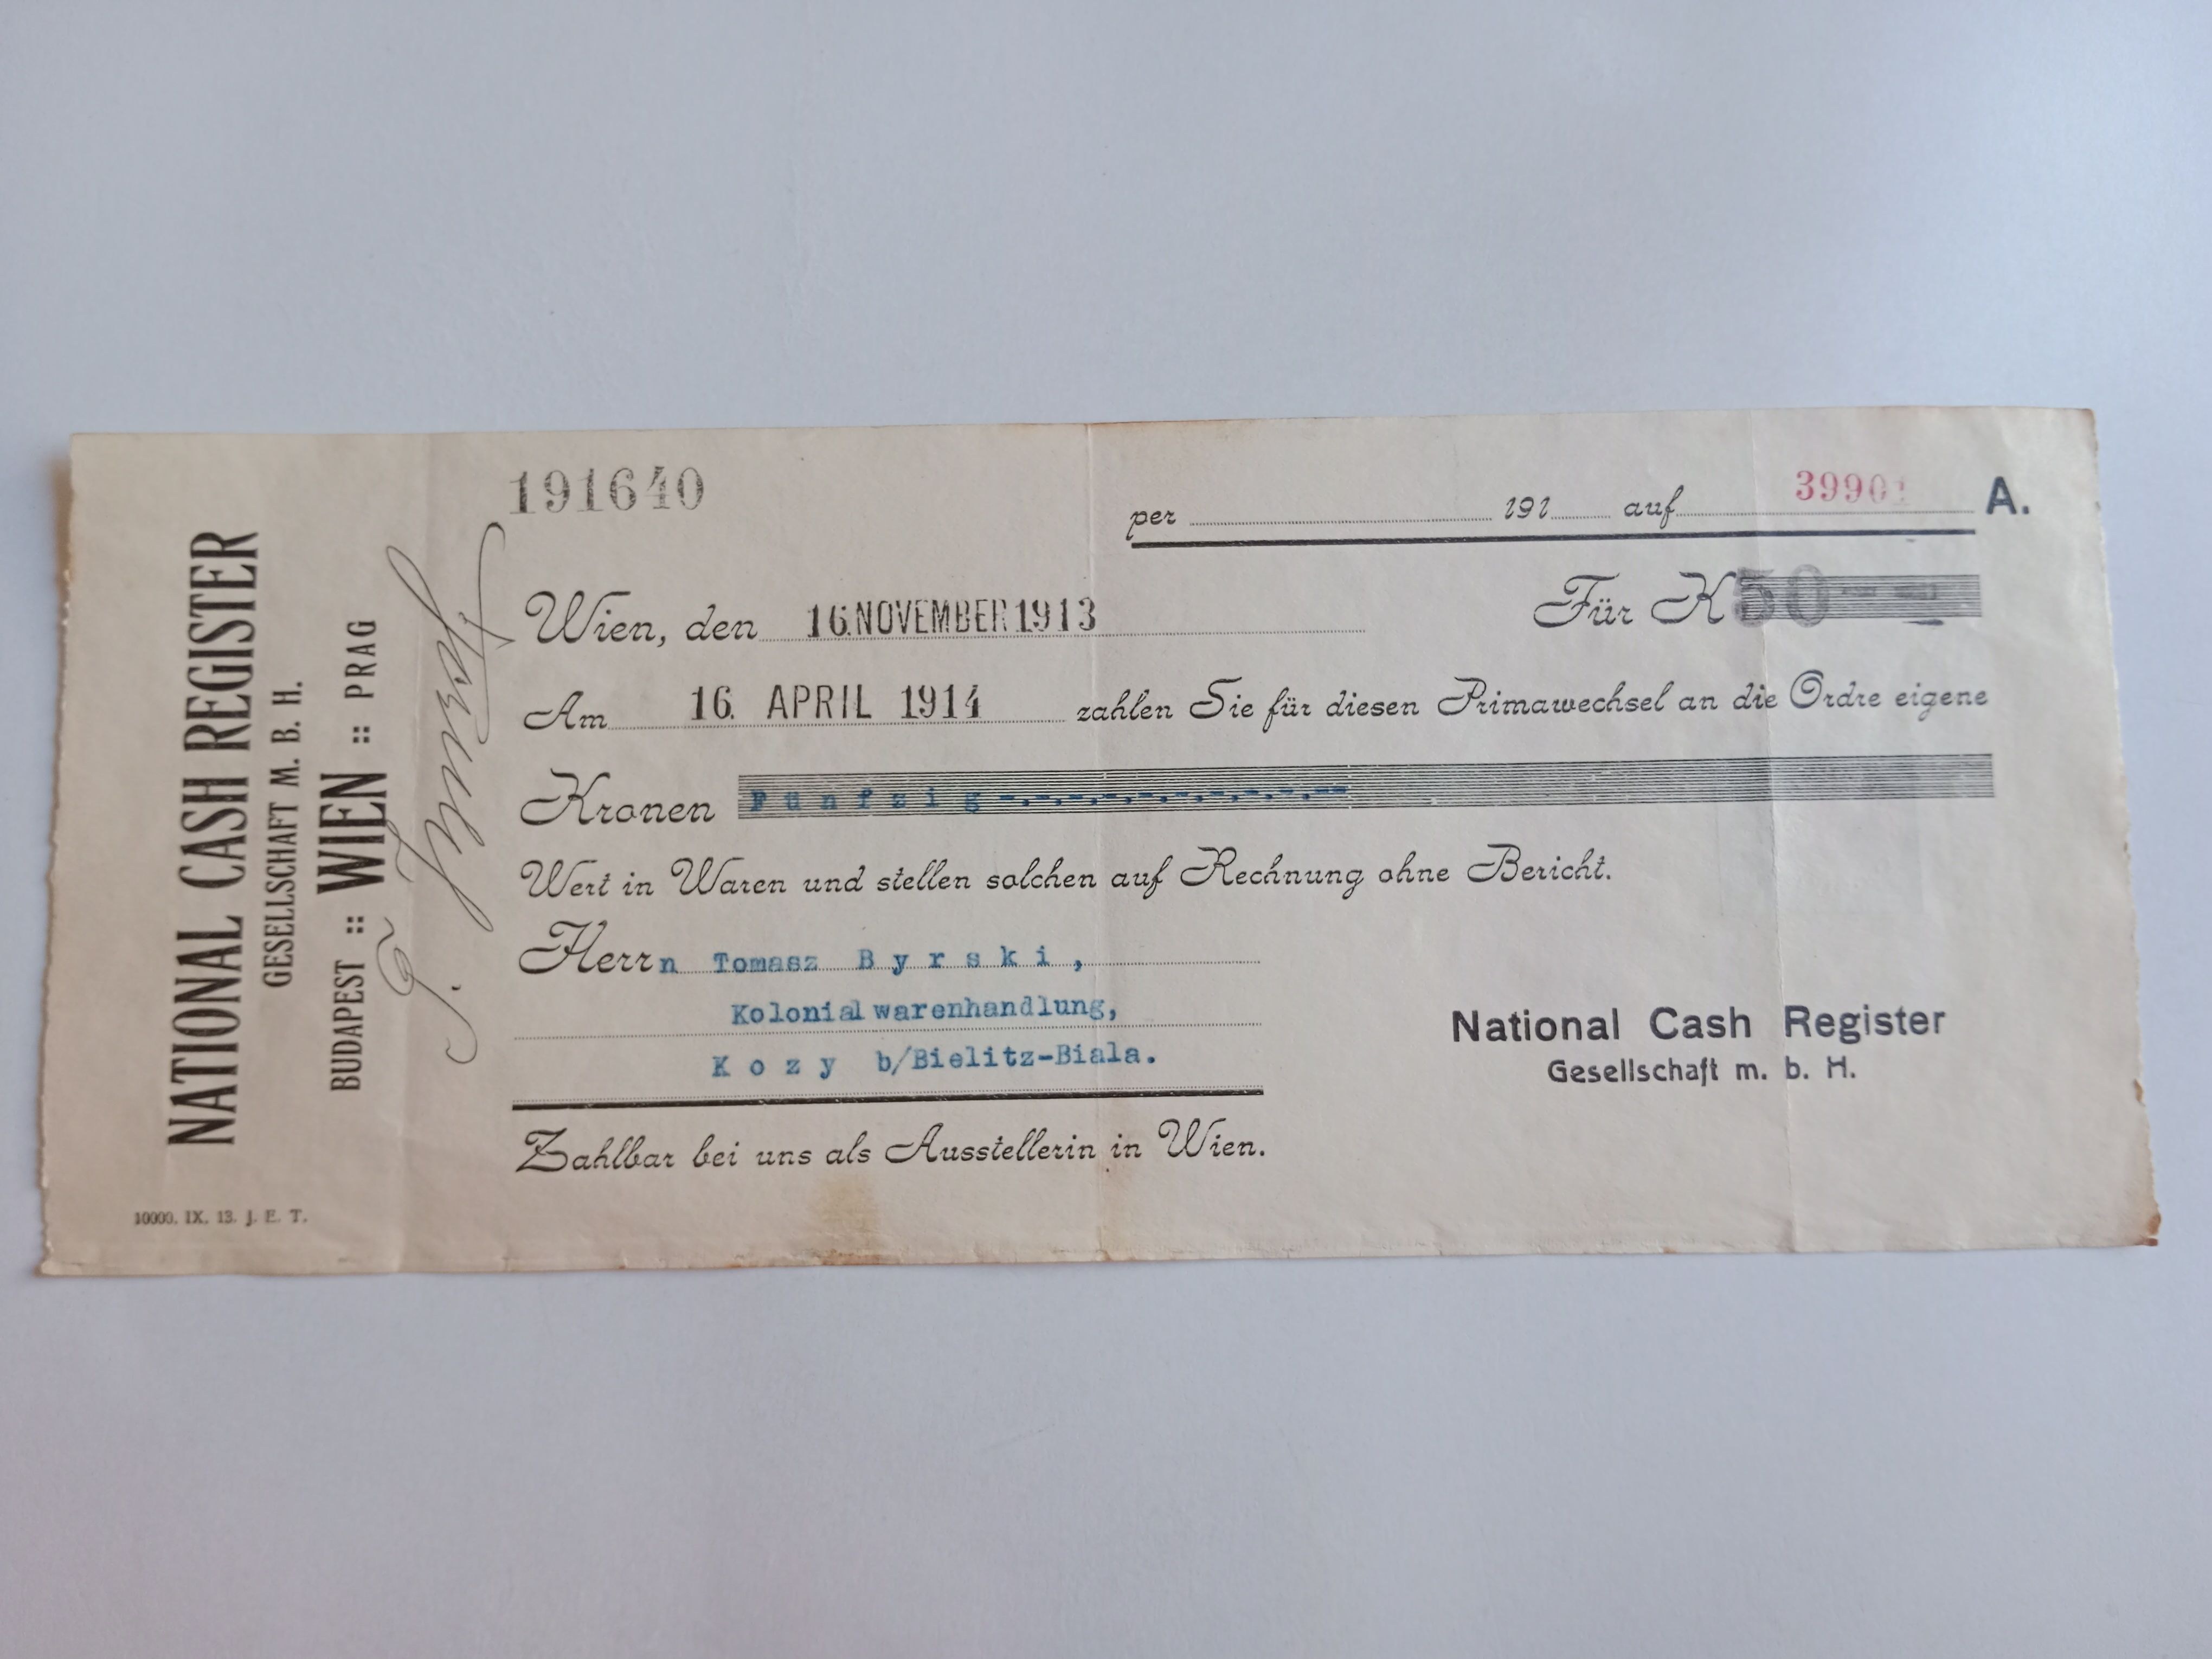 NATIONAL CASH REGISTER
GESELLSCHAFT M. B. H.
BUDAPEST :: WIEN :: PRAG
10000. IX. 13. J. E. T.
191640
per 191 auf 3990 A.
Wien, den 16. NOVEMBER 1913 Für K 50
Am 16. APRIL 1914 zahlen Sie für diesen Primawechsel an die Ordre eigene
Kronen Fünfzig -.-.-.-.-.-.-.-.-.--
Wert in Waren und stellen solchen auf Rechnung ohne Bericht.
Herrn Tomasz Byrski,
Kolonialwarenhandlung,
Kozy b/Bielitz-Biala.
National Cash Register
Gesellschaft m. b. H.
Zahlbar bei uns als Ausstellerin in Wien.